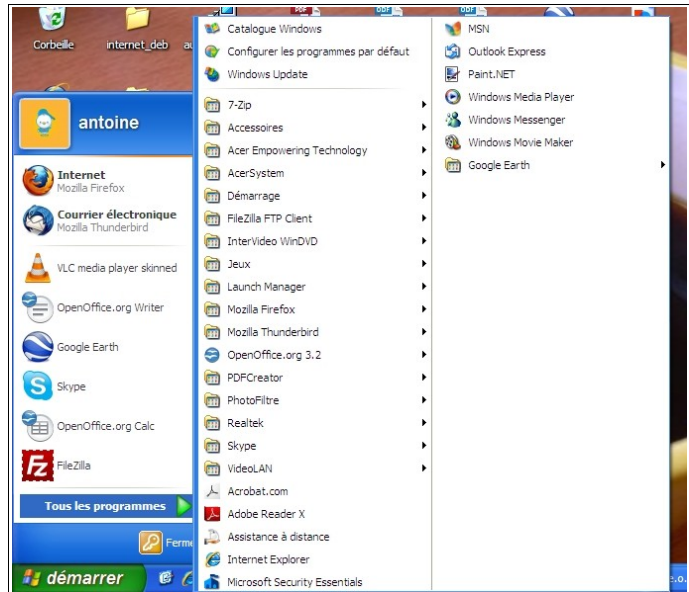 Corbeille
internet_deb
antoine
Internet
Mozilla Firefox
Courrier électronique
Mozilla Thunderbird
VLC media player skinned
OpenOffice.org Writer
Google Earth
Skype
OpenOffice.org Calc
FileZilla
Tous les programmes
démarrer
Catalogue Windows
Configurer les programmes par défaut
Windows Update
7-Zip
Accessoires
Acer Empowering Technology
AcerSystem
Démarrage
FileZilla FTP Client
InterVideo WinDVD
Jeux
Launch Manager
Mozilla Firefox
Mozilla Thunderbird
OpenOffice.org 3.2
PDFCreator
PhotoFiltre
Realtek
Skype
VideoLAN
Acrobat.com
Adobe Reader X
Assistance à distance
Internet Explorer
Microsoft Security Essentials
MSN
Outlook Express
Paint.NET
Windows Media Player
Windows Messenger
Windows Movie Maker
Google Earth